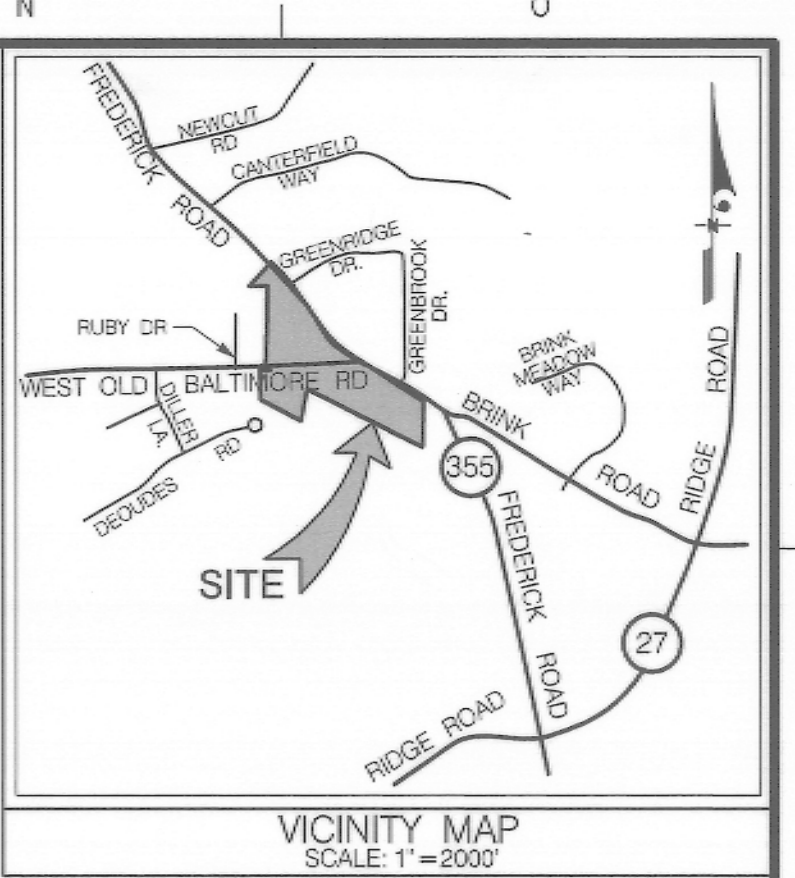 N
O
FREDERICK
ROAD
NEWCUT
RD
CANTERFIELD
WAY
GREENRIDGE
DR.
GREENBROOK
DR.
RUBY DR
WEST OLD BALTIMORE RD
DILLER
LA.
DEOUDES RD
BRINK
MEADOW
WAY
BRINK
ROAD
RIDGE
ROAD
355
FREDERICK
ROAD
SITE
27
RIDGE ROAD
VICINITY MAP
SCALE: 1"=2000'